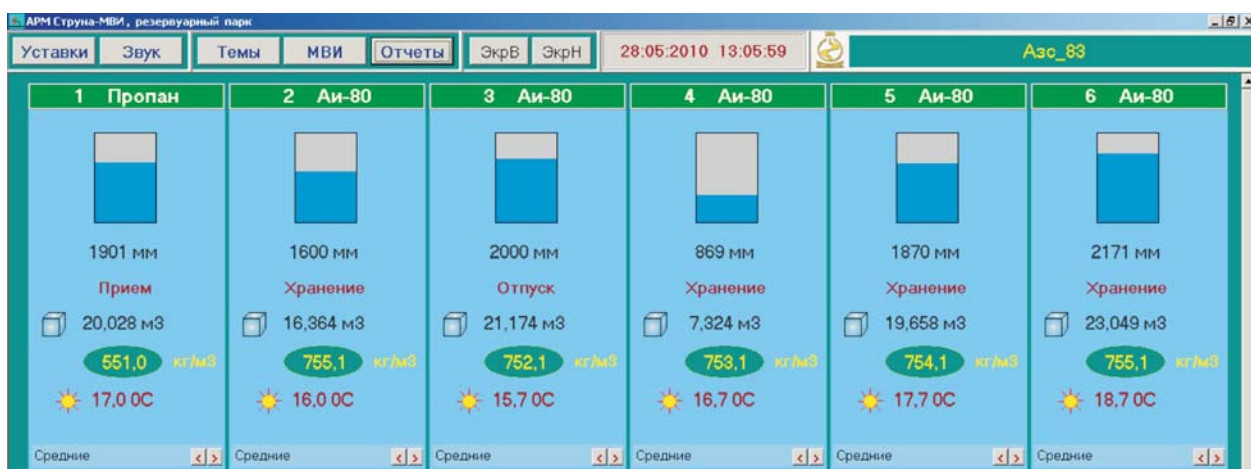 АРМ Струна-МВИ, резервуарный парк
Уставки Звук Темы МВИ Отчеты ЭкрВ ЭкрН 28:05:2010 13:05:59 Азс_83
1 Пропан 2 Аи-80 3 Аи-80 4 Аи-80 5 Аи-80 6 Аи-80
1901 мм 1600 мм 2000 мм 869 мм 1870 мм 2171 мм
Прием Хранение Отпуск Хранение Хранение Хранение
20,028 м3 16,364 м3 21,174 м3 7,324 м3 19,658 м3 23,049 м3
551,0 кг/м3 755,1 кг/м3 752,1 кг/м3 753,1 кг/м3 754,1 кг/м3 755,1 кг/м3
17,0 0С 16,0 0С 15,7 0С 16,7 0С 17,7 0С 18,7 0С
Средние Средние Средние Средние Средние Средние